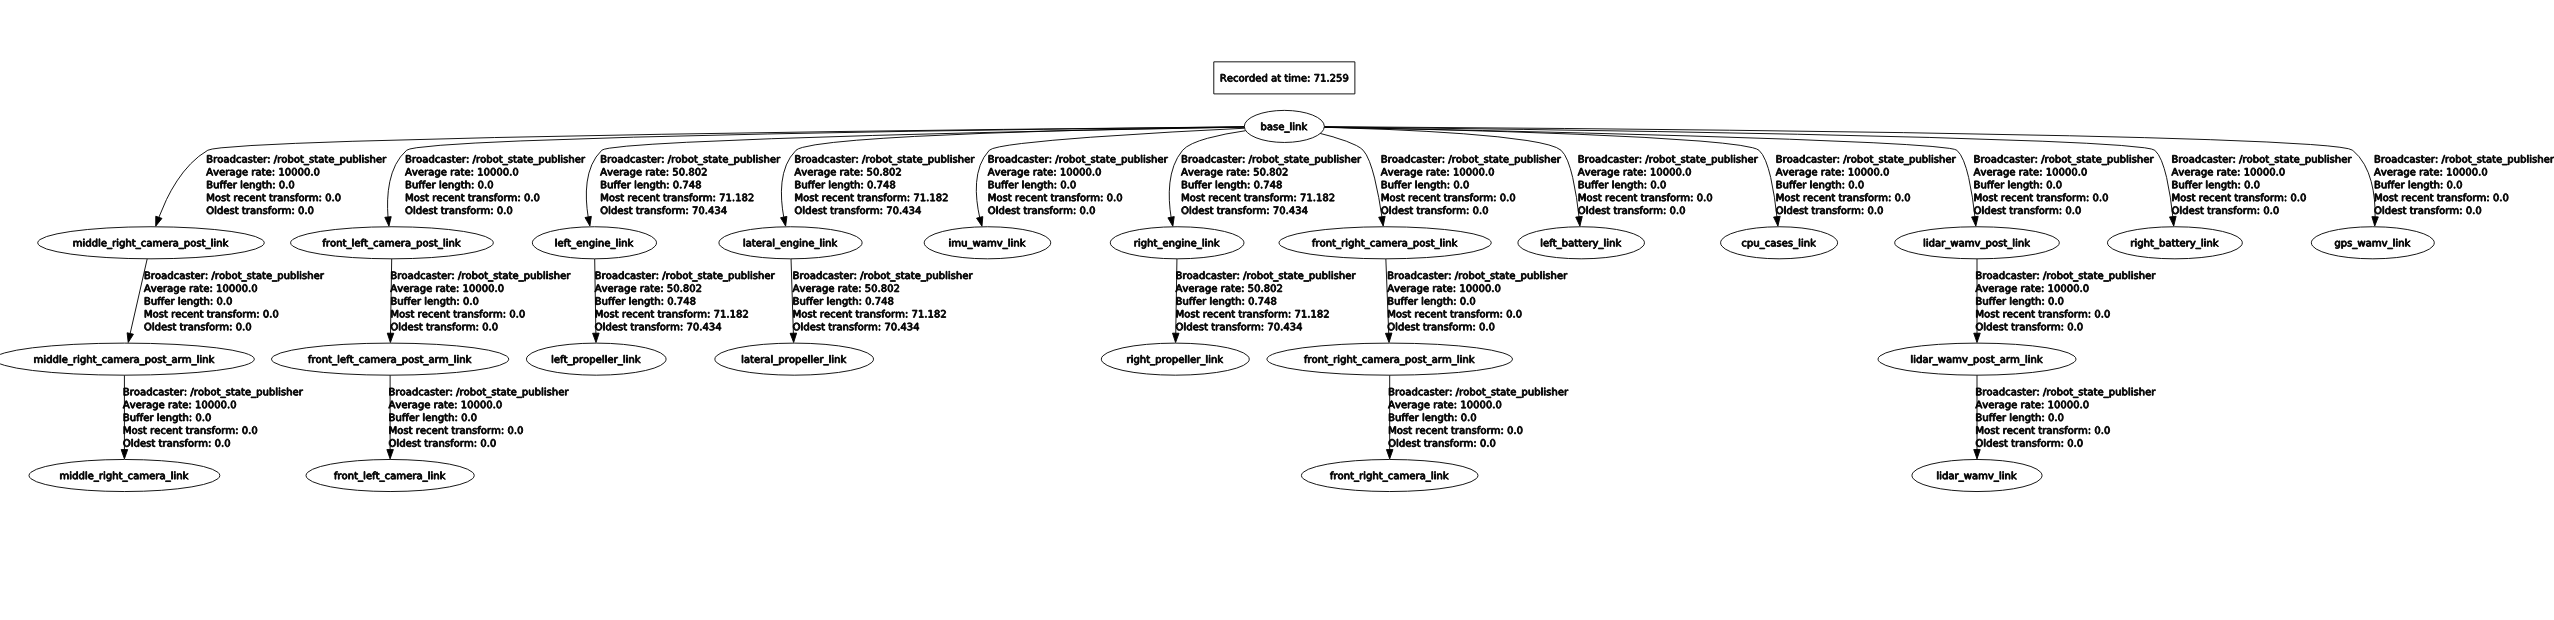 Recorded at time: 71.259
base_link
Broadcaster: /robot_state_publisher
Average rate: 10000.0
Buffer length: 0.0
Most recent transform: 0.0
Oldest transform: 0.0
Broadcaster: /robot_state_publisher
Average rate: 10000.0
Buffer length: 0.0
Most recent transform: 0.0
Oldest transform: 0.0
Broadcaster: /robot_state_publisher
Average rate: 50.802
Buffer length: 0.748
Most recent transform: 71.182
Oldest transform: 70.434
Broadcaster: /robot_state_publisher
Average rate: 50.802
Buffer length: 0.748
Most recent transform: 71.182
Oldest transform: 70.434
Broadcaster: /robot_state_publisher
Average rate: 10000.0
Buffer length: 0.0
Most recent transform: 0.0
Oldest transform: 0.0
Broadcaster: /robot_state_publisher
Average rate: 50.802
Buffer length: 0.748
Most recent transform: 71.182
Oldest transform: 70.434
Broadcaster: /robot_state_publisher
Average rate: 10000.0
Buffer length: 0.0
Most recent transform: 0.0
Oldest transform: 0.0
Broadcaster: /robot_state_publisher
Average rate: 10000.0
Buffer length: 0.0
Most recent transform: 0.0
Oldest transform: 0.0
Broadcaster: /robot_state_publisher
Average rate: 10000.0
Buffer length: 0.0
Most recent transform: 0.0
Oldest transform: 0.0
Broadcaster: /robot_state_publisher
Average rate: 10000.0
Buffer length: 0.0
Most recent transform: 0.0
Oldest transform: 0.0
Broadcaster: /robot_state_publisher
Average rate: 10000.0
Buffer length: 0.0
Most recent transform: 0.0
Oldest transform: 0.0
Broadcaster: /robot_state_publisher
Average rate: 10000.0
Buffer length: 0.0
Most recent transform: 0.0
Oldest transform: 0.0
middle_right_camera_post_link
front_left_camera_post_link
left_engine_link
lateral_engine_link
imu_wamv_link
right_engine_link
front_right_camera_post_link
left_battery_link
cpu_cases_link
lidar_wamv_post_link
right_battery_link
gps_wamv_link
Broadcaster: /robot_state_publisher
Average rate: 10000.0
Buffer length: 0.0
Most recent transform: 0.0
Oldest transform: 0.0
Broadcaster: /robot_state_publisher
Average rate: 10000.0
Buffer length: 0.0
Most recent transform: 0.0
Oldest transform: 0.0
Broadcaster: /robot_state_publisher
Average rate: 50.802
Buffer length: 0.748
Most recent transform: 71.182
Oldest transform: 70.434
Broadcaster: /robot_state_publisher
Average rate: 50.802
Buffer length: 0.748
Most recent transform: 71.182
Oldest transform: 70.434
Broadcaster: /robot_state_publisher
Average rate: 50.802
Buffer length: 0.748
Most recent transform: 71.182
Oldest transform: 70.434
Broadcaster: /robot_state_publisher
Average rate: 10000.0
Buffer length: 0.0
Most recent transform: 0.0
Oldest transform: 0.0
Broadcaster: /robot_state_publisher
Average rate: 10000.0
Buffer length: 0.0
Most recent transform: 0.0
Oldest transform: 0.0
middle_right_camera_post_arm_link
front_left_camera_post_arm_link
left_propeller_link
lateral_propeller_link
right_propeller_link
front_right_camera_post_arm_link
lidar_wamv_post_arm_link
Broadcaster: /robot_state_publisher
Average rate: 10000.0
Buffer length: 0.0
Most recent transform: 0.0
Oldest transform: 0.0
Broadcaster: /robot_state_publisher
Average rate: 10000.0
Buffer length: 0.0
Most recent transform: 0.0
Oldest transform: 0.0
Broadcaster: /robot_state_publisher
Average rate: 10000.0
Buffer length: 0.0
Most recent transform: 0.0
Oldest transform: 0.0
Broadcaster: /robot_state_publisher
Average rate: 10000.0
Buffer length: 0.0
Most recent transform: 0.0
Oldest transform: 0.0
middle_right_camera_link
front_left_camera_link
front_right_camera_link
lidar_wamv_link